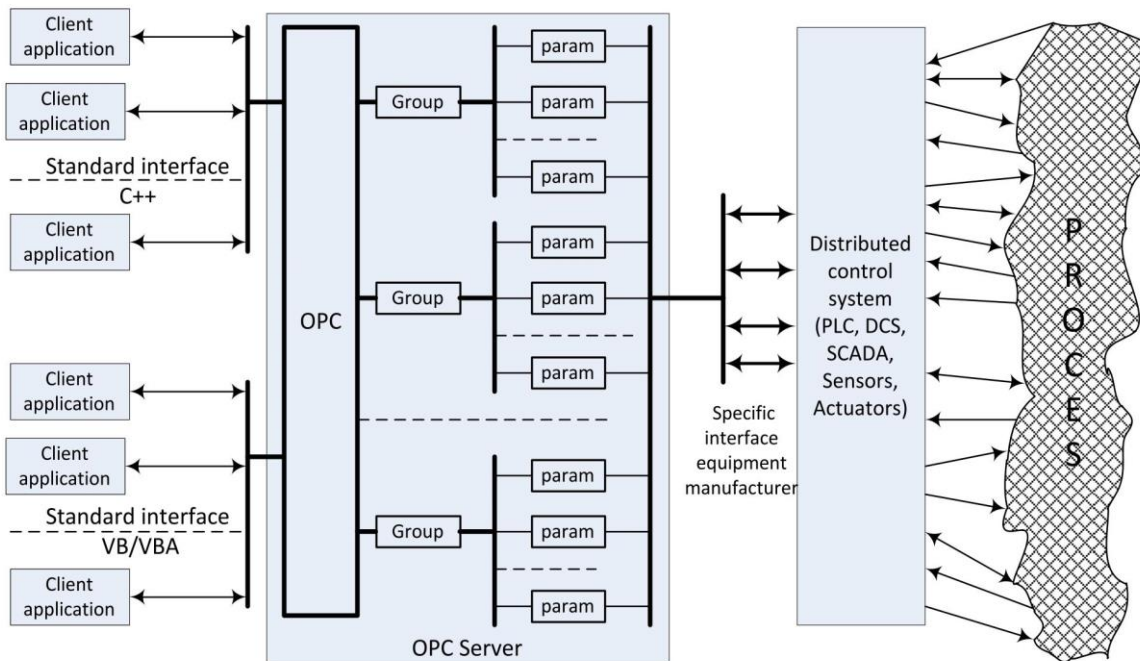 Client
application
Client
application
Standard interface
C++
Client
application
Client
application
Client
application
Standard interface
VB/VBA
Client
application
OPC
Group
param
param
param
Group
param
param
param
Group
param
param
param
OPC Server
Specific
interface
equipment
manufacturer
Distributed
control
system
(PLC, DCS,
SCADA,
Sensors,
Actuators)
P
R
O
C
E
S